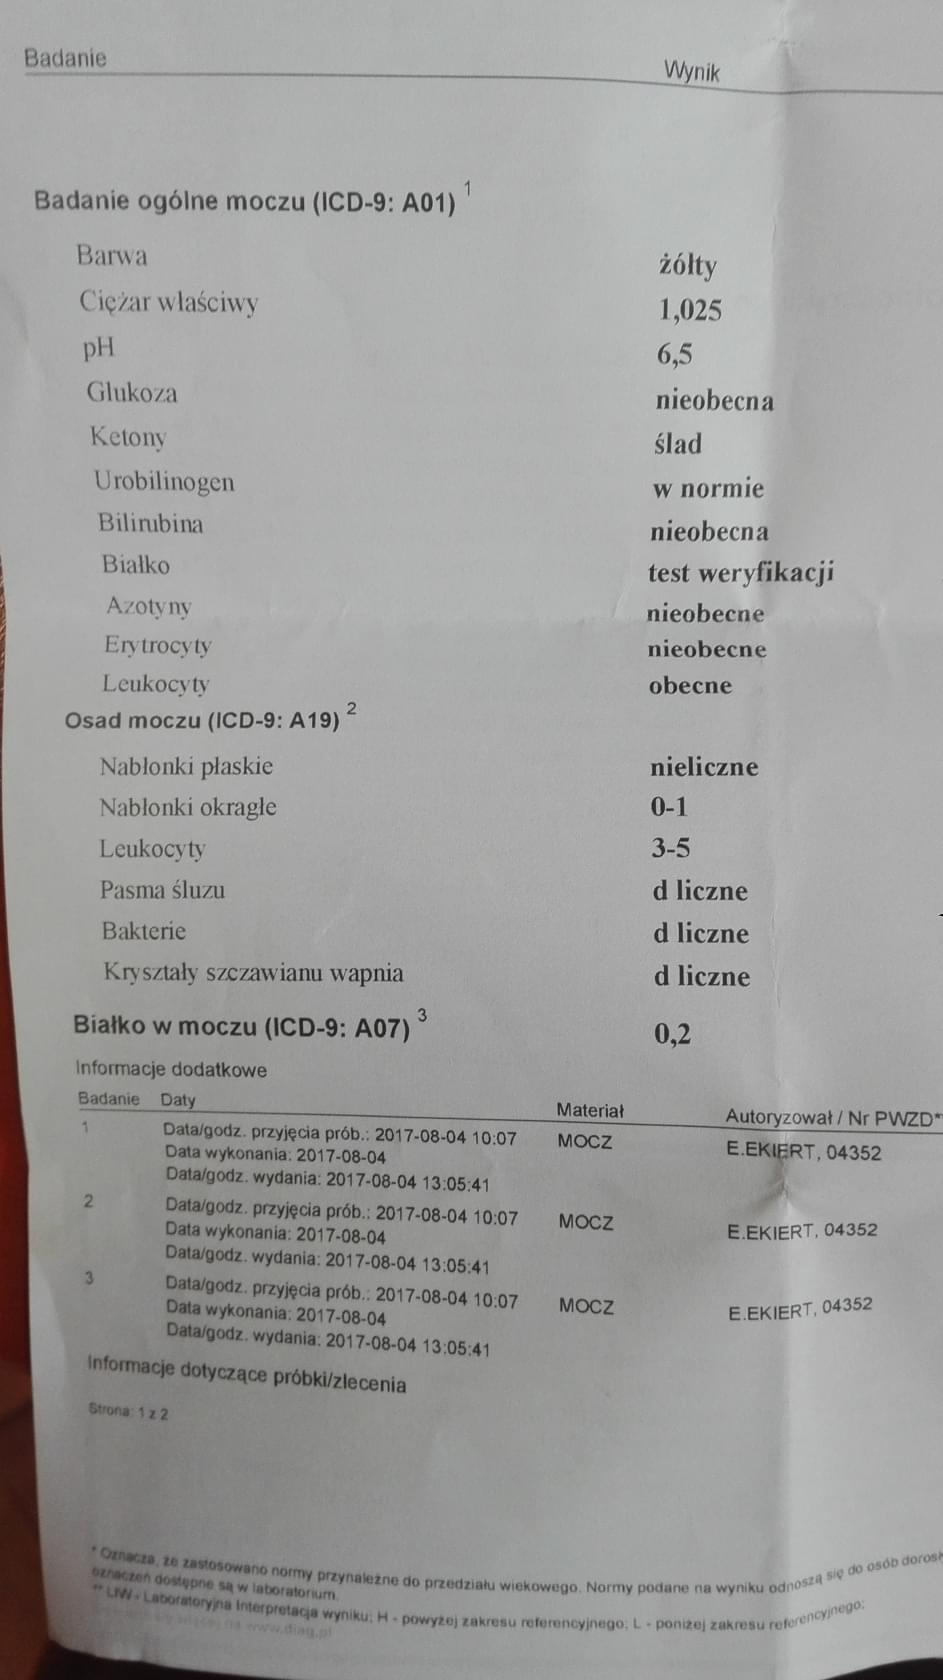 Badanie Wynik
Badanie ogólne moczu (ICD-9: A01) 1
Barwa żółty
Ciężar właściwy 1,025
pH 6,5
Glukoza nieobecna
Ketony ślad
Urobilinogen w normie
Bilirubina nieobecna
Białko test weryfikacji
Azotyny nieobecne
Erytrocyty nieobecne
Leukocyty obecne
Osad moczu (ICD-9: A19) 2
Nabłonki płaskie nieliczne
Nabłonki okragłe 0-1
Leukocyty 3-5
Pasma śluzu d liczne
Bakterie d liczne
Kryształy szczawianu wapnia d liczne
Białko w moczu (ICD-9: A07) 3 0,2
Informacje dodatkowe
Badanie Daty Materiał Autoryzował / Nr PWZD*
1 Data/godz. przyjęcia prób.: 2017-08-04 10:07 MOCZ E.EKIERT, 04352
Data wykonania: 2017-08-04
Data/godz. wydania: 2017-08-04 13:05:41
2 Data/godz. przyjęcia prób.: 2017-08-04 10:07 MOCZ E.EKIERT, 04352
Data wykonania: 2017-08-04
Data/godz. wydania: 2017-08-04 13:05:41
3 Data/godz. przyjęcia prób.: 2017-08-04 10:07 MOCZ E.EKIERT, 04352
Data wykonania: 2017-08-04
Data/godz. wydania: 2017-08-04 13:05:41
Informacje dotyczące próbki/zlecenia
Strona: 1 z 2
* Oznacza, że zastosowano normy przynależne do przedziału wiekowego. Normy podane na wyniku odnoszą się do osób
oznaczeń dostępne są w laboratorium.
** LIW - Laboratoryjna Interpretacja wyniku; H - powyżej zakresu referencyjnego; L - poniżej zakresu referencyjnego;
na www.diag.pl